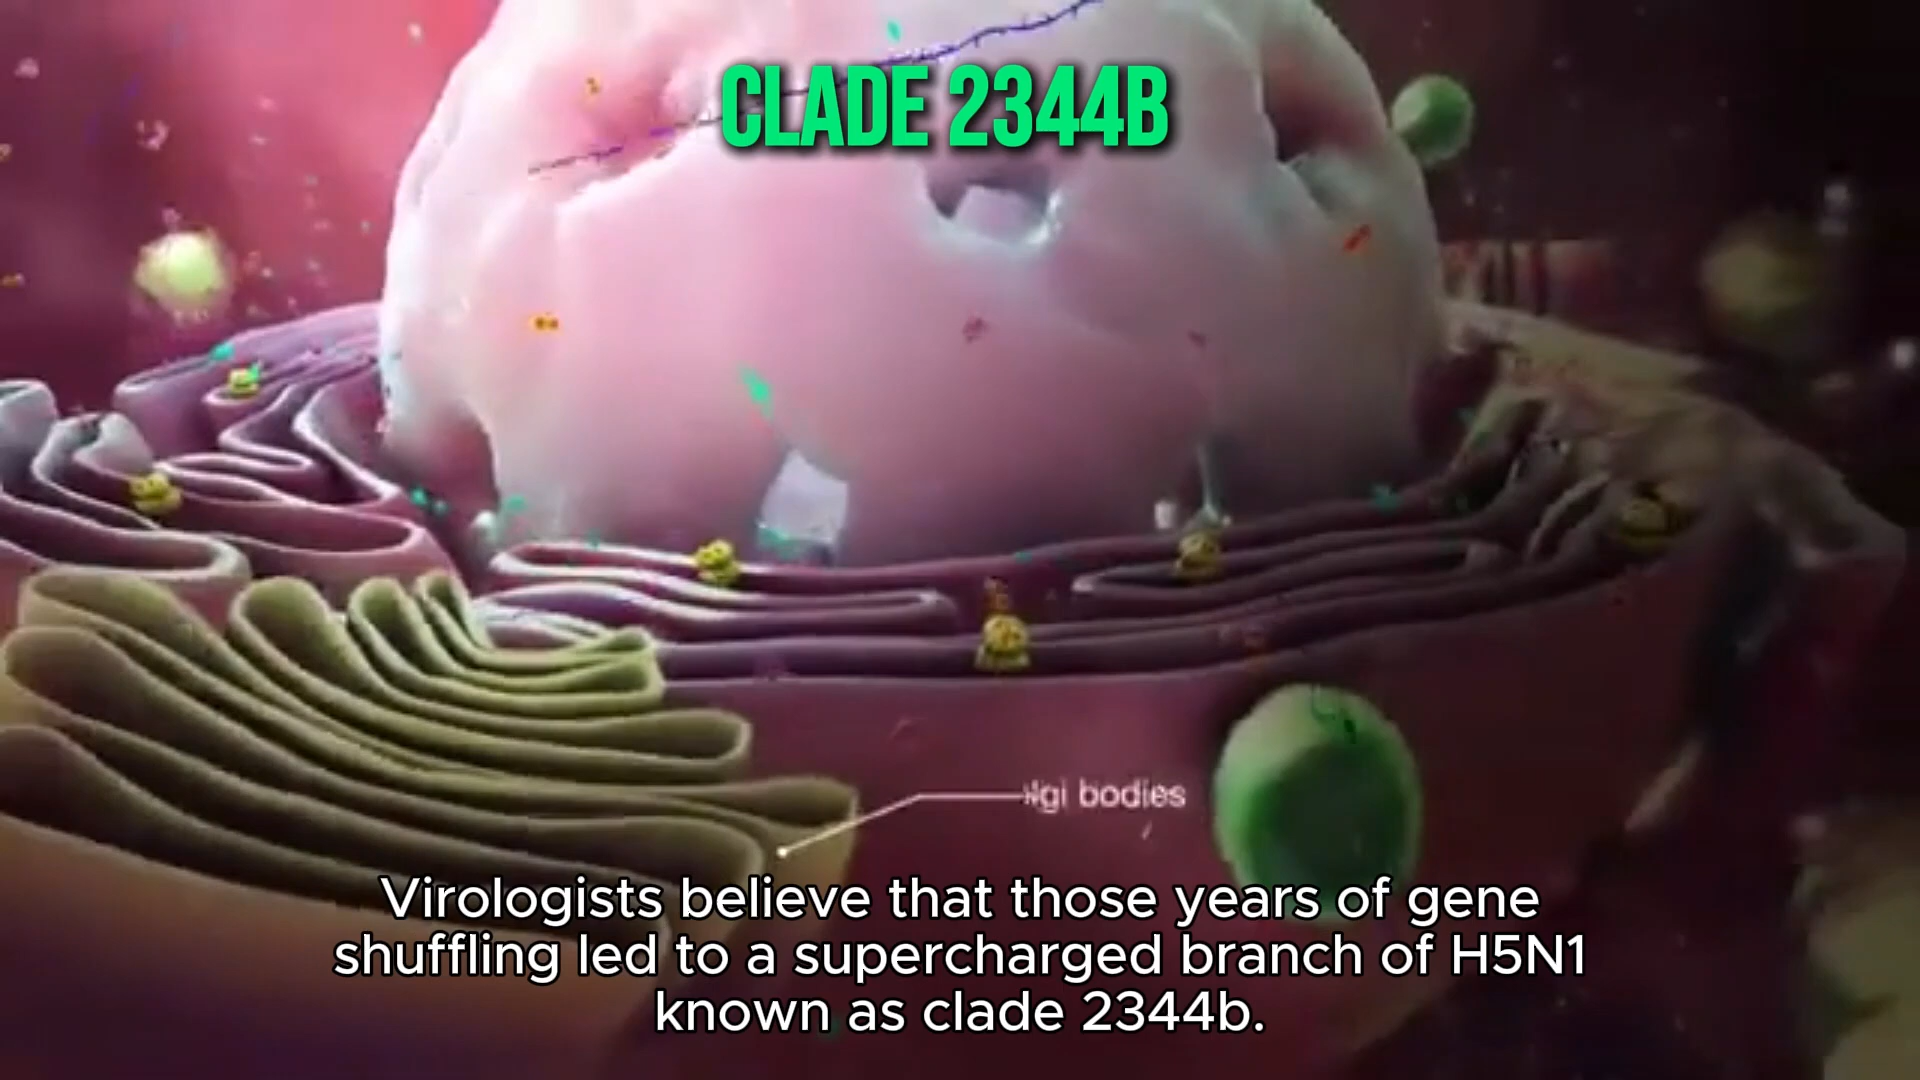 CLADE 2344B
lgi bodies
Virologists believe that those years of gene
shuffling led to a supercharged branch of H5N1
known as clade 2344b.